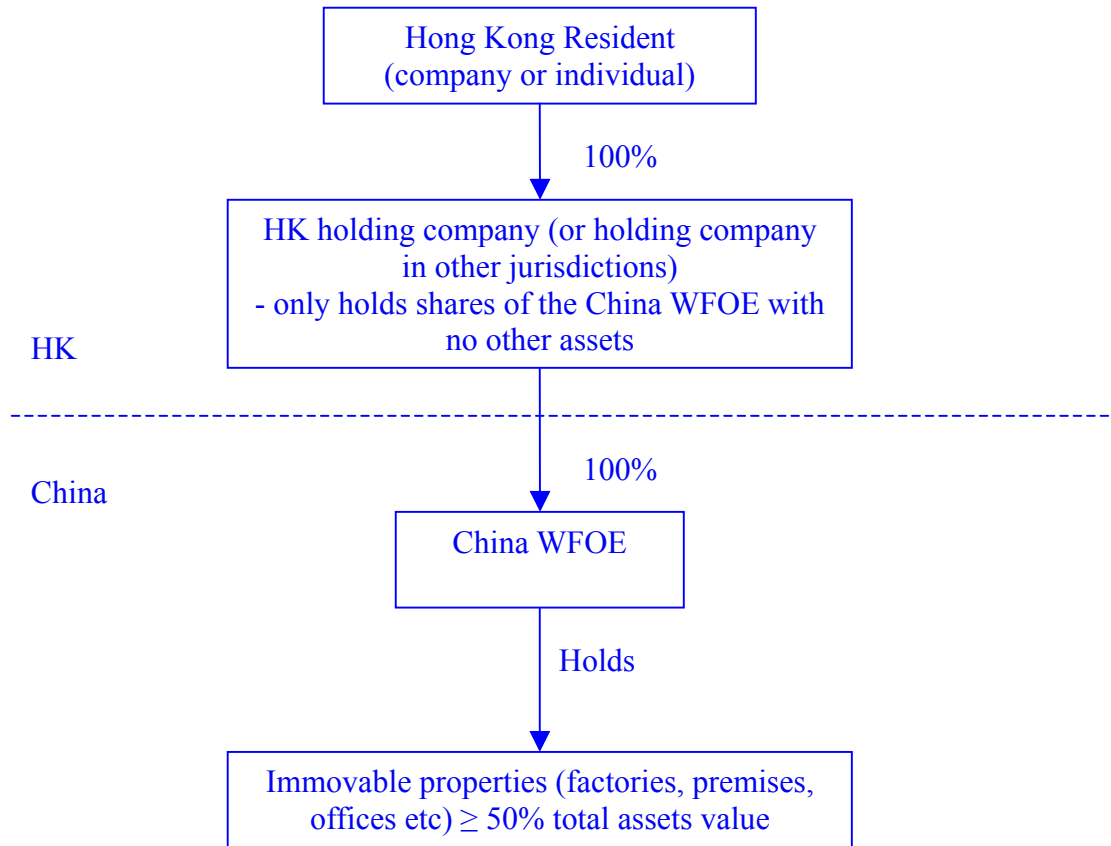 Hong Kong Resident
(company or individual)
100%
HK holding company (or holding company
in other jurisdictions)
- only holds shares of the China WFOE with
no other assets
HK
China
100%
China WFOE
Holds
Immovable properties (factories, premises,
offices etc) ≥ 50% total assets value